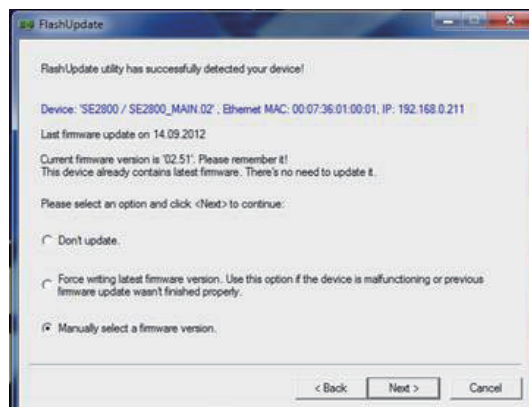 FlashUpdate
FlashUpdate utility has successfully detected your device!
Device: 'SE2800 / SE2800_MAIN.02' , Ethernet MAC: 00:07:36:01:00:01, IP: 192.168.0.211
Last firmware update on 14.09.2012
Current firmware version is '02.51'. Please remember it!
This device already contains latest firmware. There's no need to update it.
Please select an option and click <Next> to continue:
Don't update.
Force writing latest firmware version. Use this option if the device is malfunctioning or previous
firmware update wasn't finished properly.
Manually select a firmware version.
< Back Next > Cancel